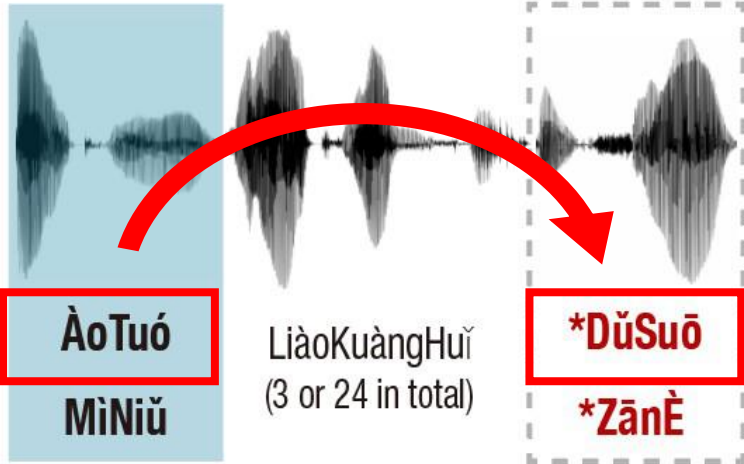 ÀoTuó
MìNiǔ
LiàoKuàngHuǐ
(3 or 24 in total)
*DǔSuō
*ZānÈ